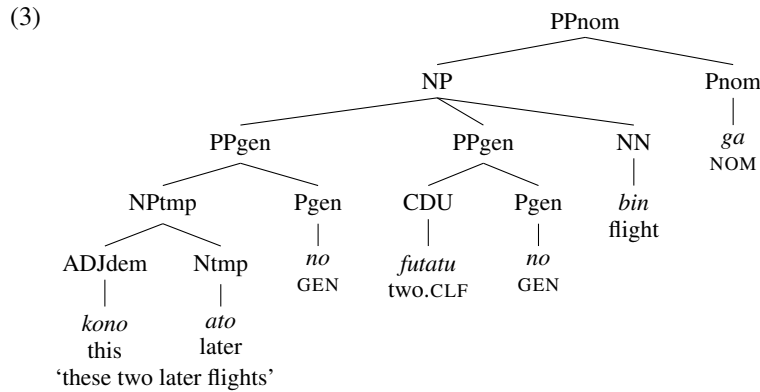 (3) PPnom
NP Pnom
PPgen PPgen NN ga
NOM
NPtmp Pgen CDU Pgen bin
flight
ADJdem Ntmp no no
GEN GEN
futatu
two.CLF
kono ato
this later
‘these two later flights’